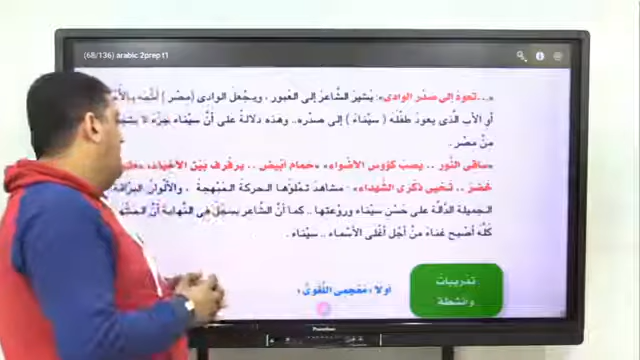 (68/136) arabic 2prep t1
«... تعود إلى صدر الوادي»: يشير الشاعر إلى العبور ، ويجعل الوادي (مصر )
أو الأب الذي يعود طفله ( سيناء ) إلى صدره.. وهذه دلالة على أن سيناء جزء لا
من مصر .
«ساقي النور .. يصب كؤوس الأضواء» «حمام أبيض .. يرفرف بين الأحياء»
خضر .. تحيي ذكرى الشهداء» : مشاهد تملؤها الحركة المبهجة ، والألوان
الجميلة الدالة على حسن سيناء وروعتها .. كما أن الشاعر يسجل في النهاية أن
كله أصبح غناء من أجل أغلى الأسماء .. سيناء .
تدريبات
وأنشطة
أولا : معجمي اللغوي :